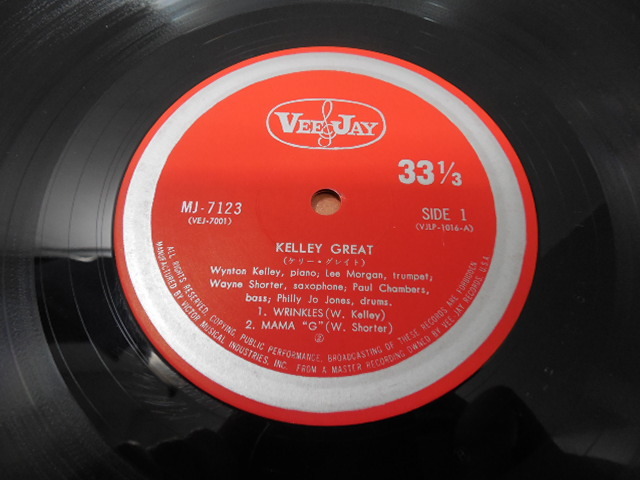 VEE JAY
33 1/3
MJ-7123
(VEJ-7001)
SIDE 1
(VJLP-1016-A)
KELLEY GREAT
(ケリー・グレイト)
Wynton Kelley, piano; Lee Morgan, trumpet;
Wayne Shorter, saxophone; Paul Chambers,
bass; Philly Jo Jones, drums.
1. WRINKLES (W. Kelley)
2. MAMA "G" (W. Shorter)
②
ALL RIGHTS RESERVED. COPYING, PUBLIC PERFORMANCE, BROADCASTING OF THESE RECORDS ARE FORBIDDEN
MANUFACTURED BY VICTOR MUSICAL INDUSTRIES, INC. FROM A MASTER RECORDING OWNED BY VEE JAY RECORDS, U.S.A.